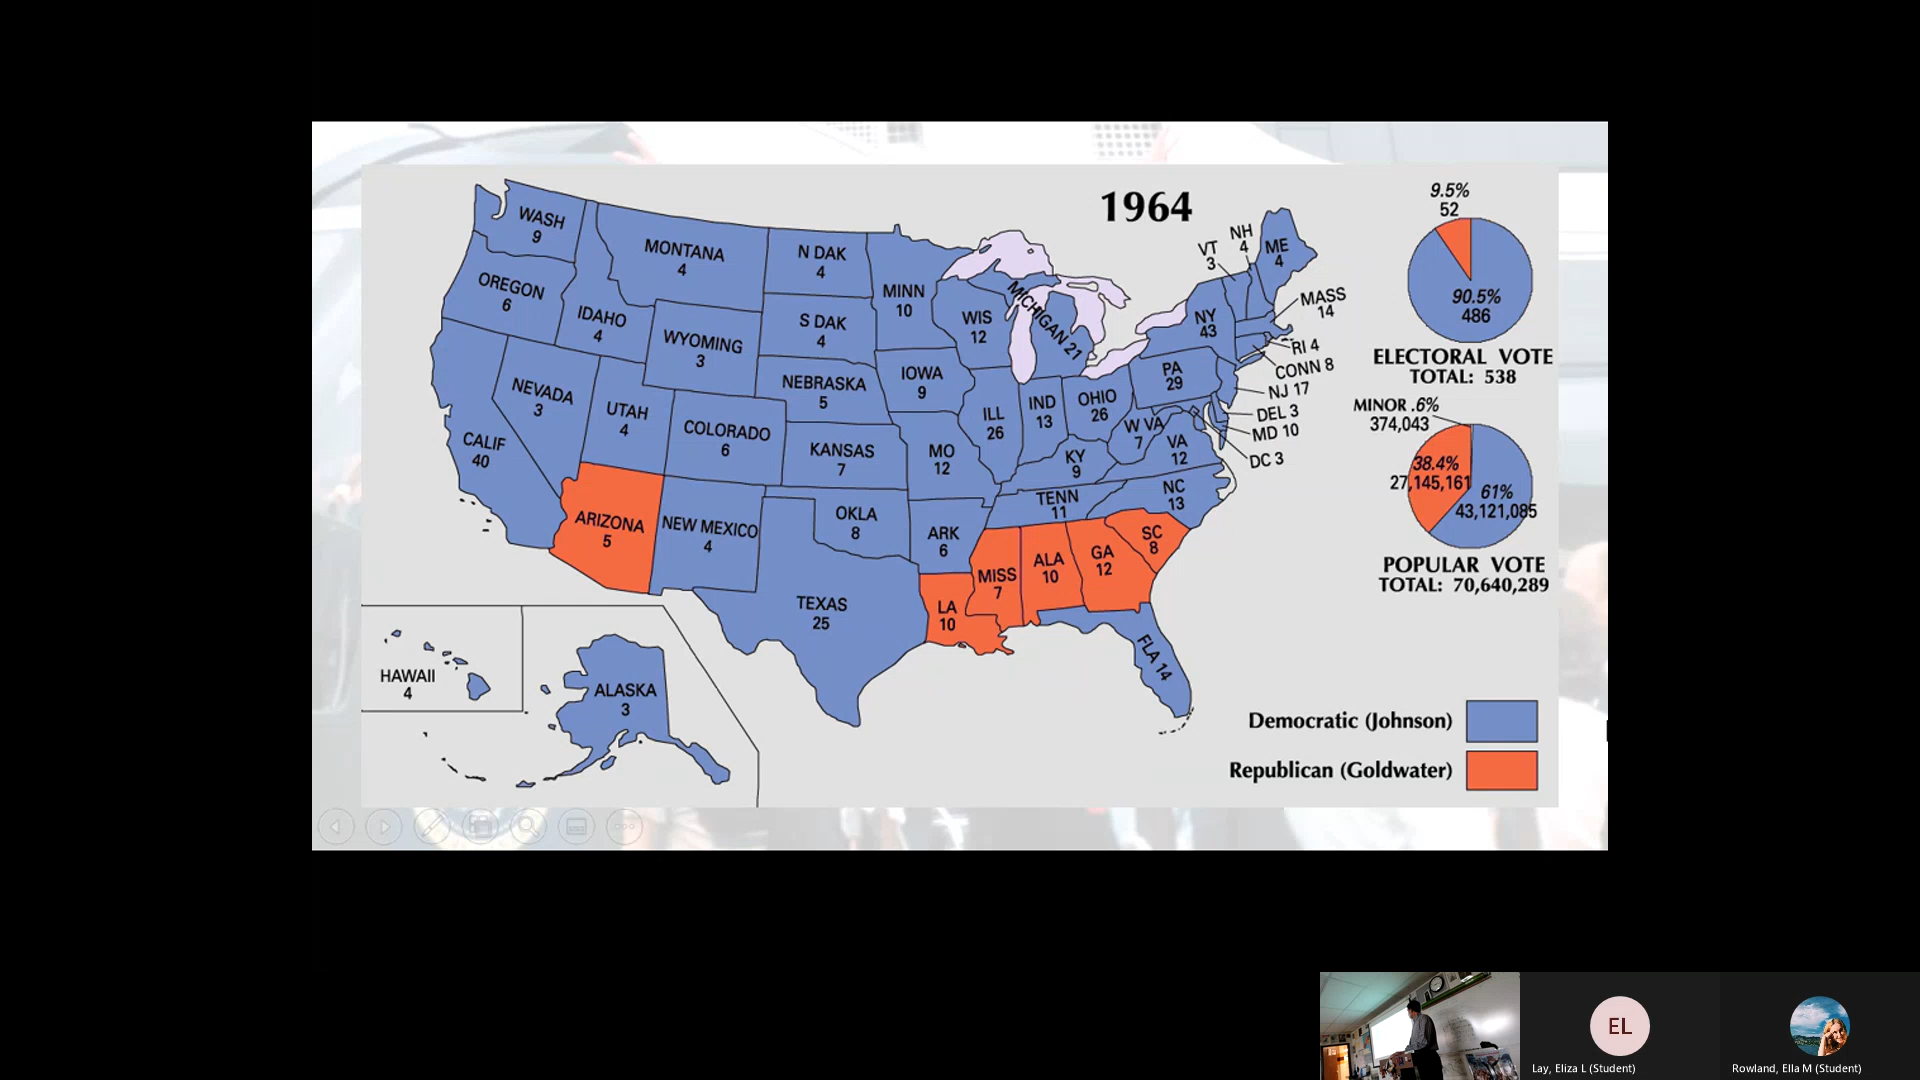 1964
WASH
9
MONTANA
4
N DAK
4
MINN
10
OREGON
6
IDAHO
4
WYOMING
3
S DAK
4
WIS
12
MICHIGAN 21
NY
43
VT
3
NH
4
ME
4
MASS
14
RI 4
CONN 8
NJ 17
DEL 3
MD 10
DC 3
NEVADA
3
UTAH
4
COLORADO
6
NEBRASKA
5
IOWA
9
ILL
26
IND
13
OHIO
26
PA
29
W VA
7
VA
12
CALIF
40
KANSAS
7
MO
12
KY
9
TENN
11
NC
13
ARIZONA
5
NEW MEXICO
4
OKLA
8
ARK
6
MISS
7
ALA
10
GA
12
SC
8
TEXAS
25
LA
10
FLA 14
HAWAII
4
ALASKA
3
9.5%
52
90.5%
486
ELECTORAL VOTE
TOTAL: 538
MINOR .6%
374,043
38.4%
27,145,161
61%
43,121,085
POPULAR VOTE
TOTAL: 70,640,289
Democratic (Johnson)
Republican (Goldwater)
EL
Lay, Eliza L (Student)
Rowland, Ella M (Student)